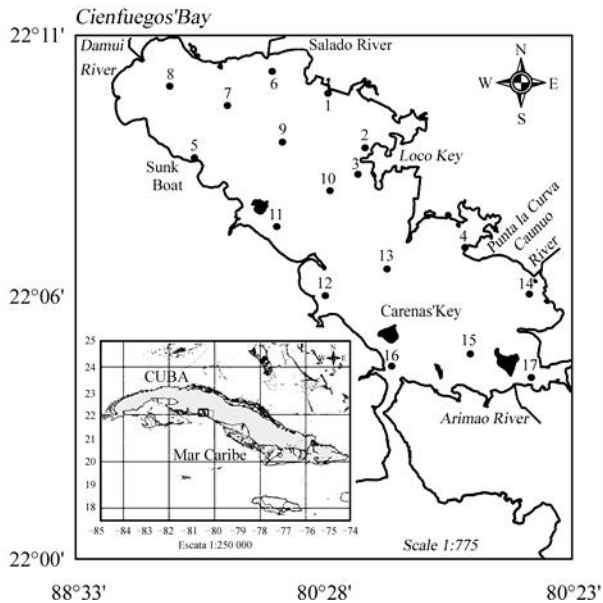 Cienfuegos'Bay
22°11'
Damui
River
Salado River
N
W E
S
8
7
6
1
9
2
5
3
Loco Key
Sunk
Boat
10
11
4
Punta la Curva
Caunuo
River
13
12
14
22°06'
Carenas'Key
15
16
17
Arimao River
25
24
23
22
21
20
19
18
CUBA
N
W E
S
Mar Caribe
−85 −84 −83 −82 −81 −80 −79 −78 −77 −76 −75 −74
Escata 1:250 000
Scale 1:775
22°00'
88°33' 80°28' 80°23'